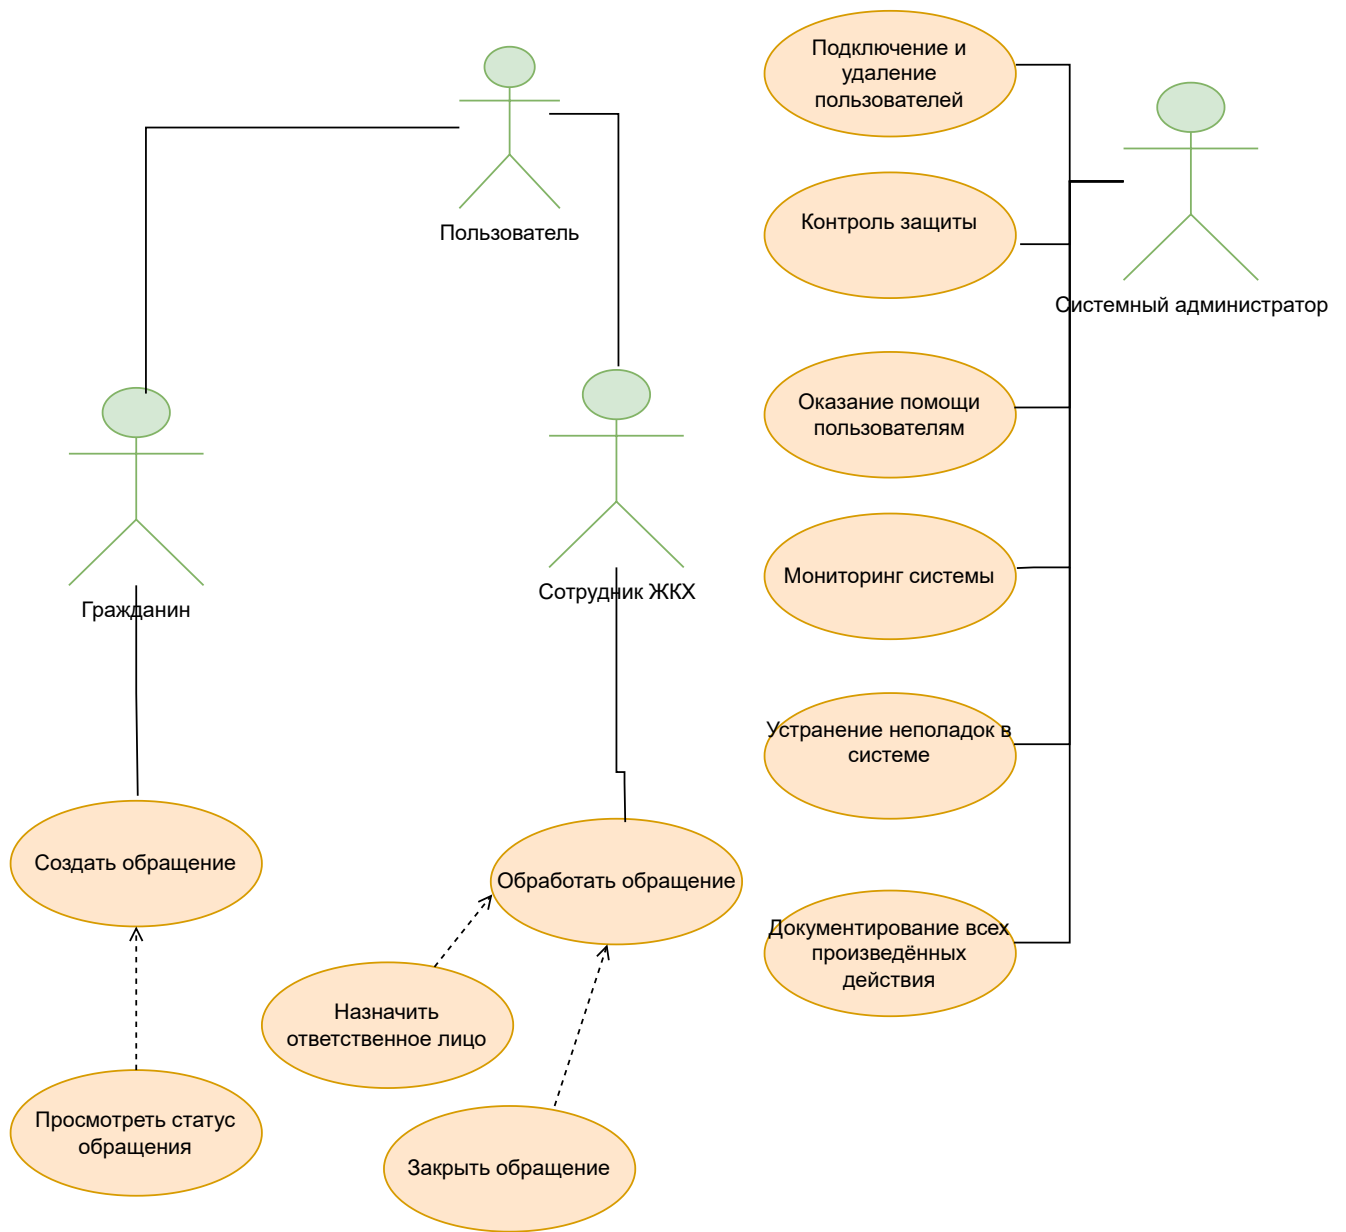 Подключение и
удаление
пользователей
Пользователь
Контроль защиты
Системный администратор
Оказание помощи
пользователям
Мониторинг системы
Гражданин
Сотрудник ЖКХ
Устранение неполадок в
системе
Создать обращение
Обработать обращение
Документирование всех
произведённых
действия
Назначить
ответственное лицо
Просмотреть статус
обращения
Закрыть обращение